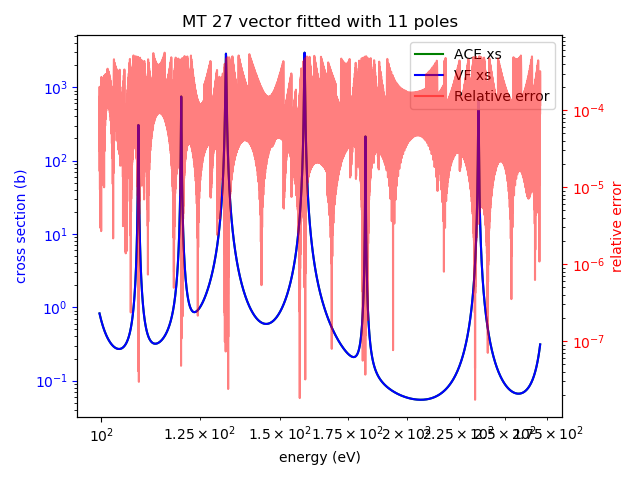 MT 27 vector fitted with 11 poles
ACE xs
VF xs
Relative error
cross section (b)
10³
10²
10¹
10⁰
10⁻¹
relative error
10⁻⁴
10⁻⁵
10⁻⁶
10⁻⁷
10² 1.25 × 10² 1.5 × 10² 1.75 × 10² 2 × 10² 2.25 × 10² 2.5 × 10² 2.75 × 10²
energy (eV)